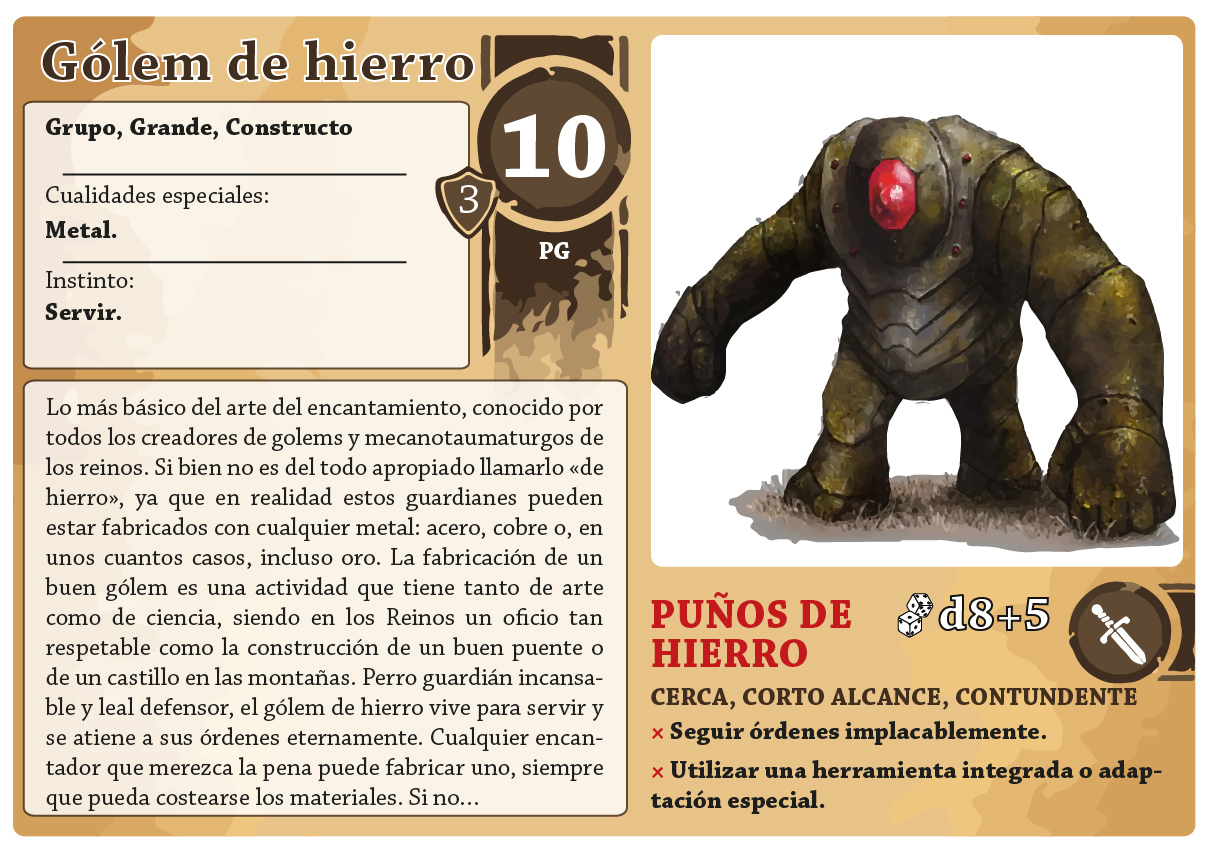 Gólem de hierro
Grupo, Grande, Constructo
Cualidades especiales:
Metal.
Instinto:
Servir.
10
3
PG
Lo más básico del arte del encantamiento, conocido por
todos los creadores de golems y mecanotaumaturgos de
los reinos. Si bien no es del todo apropiado llamarlo «de
hierro», ya que en realidad estos guardianes pueden
estar fabricados con cualquier metal: acero, cobre o, en
unos cuantos casos, incluso oro. La fabricación de un
buen gólem es una actividad que tiene tanto de arte
como de ciencia, siendo en los Reinos un oficio tan
respetable como la construcción de un buen puente o
de un castillo en las montañas. Perro guardián incansa-
ble y leal defensor, el gólem de hierro vive para servir y
se atiene a sus órdenes eternamente. Cualquier encan-
tador que merezca la pena puede fabricar uno, siempre
que pueda costearse los materiales. Si no...
PUÑOS DE
HIERRO
d8+5
CERCA, CORTO ALCANCE, CONTUNDENTE
× Seguir órdenes implacablemente.
× Utilizar una herramienta integrada o adap-
tación especial.